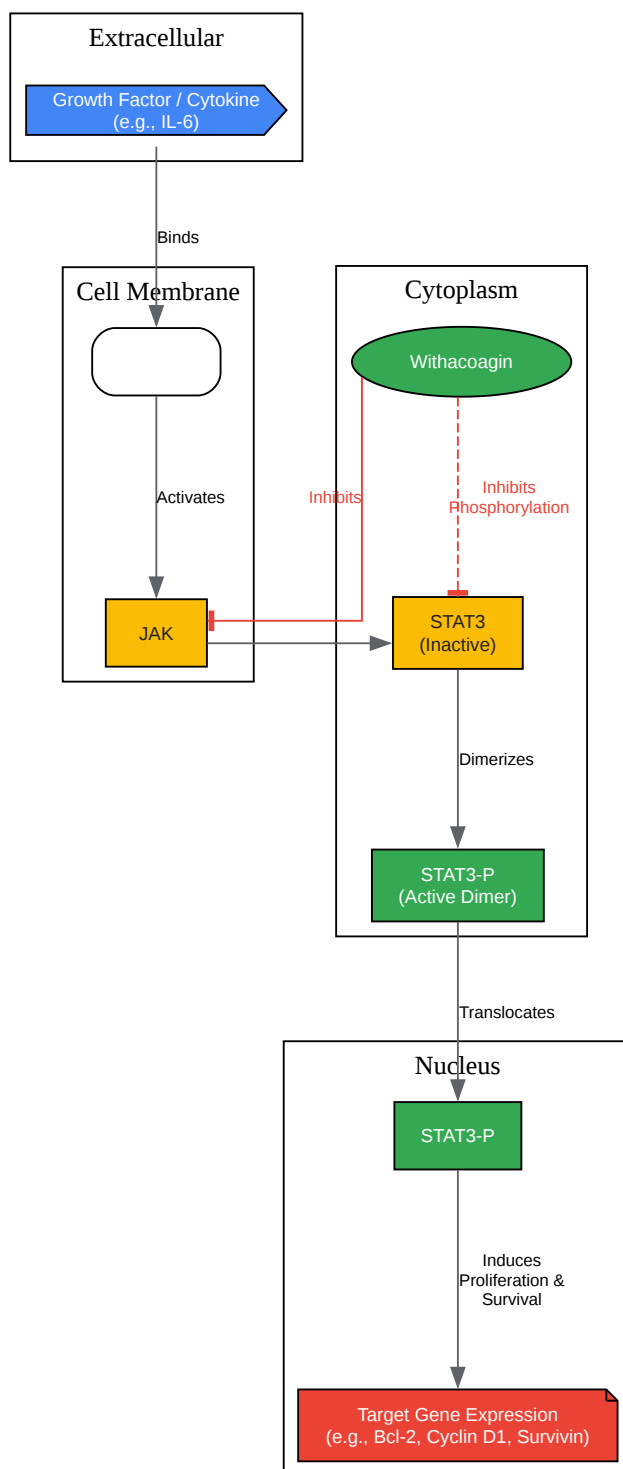 Extracellular
Growth Factor / Cytokine
(e.g., IL-6)
Binds
Cell Membrane
Cytoplasm
Withacoagin
Activates
Inhibits
Inhibits
Phosphorylation
JAK
STAT3
(Inactive)
Dimerizes
STAT3-P
(Active Dimer)
Translocates
Nucleus
STAT3-P
Induces
Proliferation &
Survival
Target Gene Expression
(e.g., Bcl-2, Cyclin D1, Survivin)